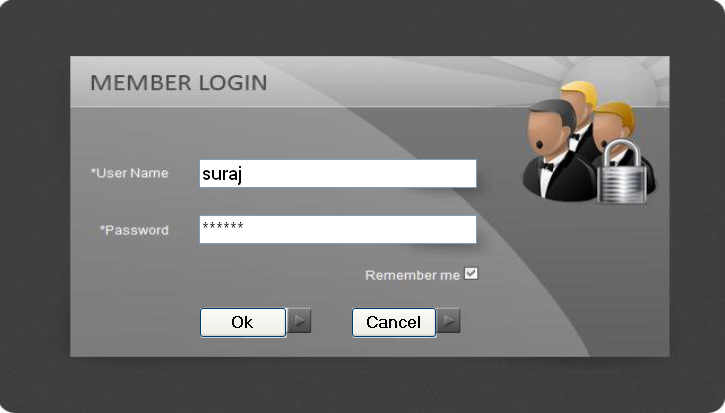 MEMBER LOGIN
*User Name suraj
*Password ******
Remember me
Ok Cancel